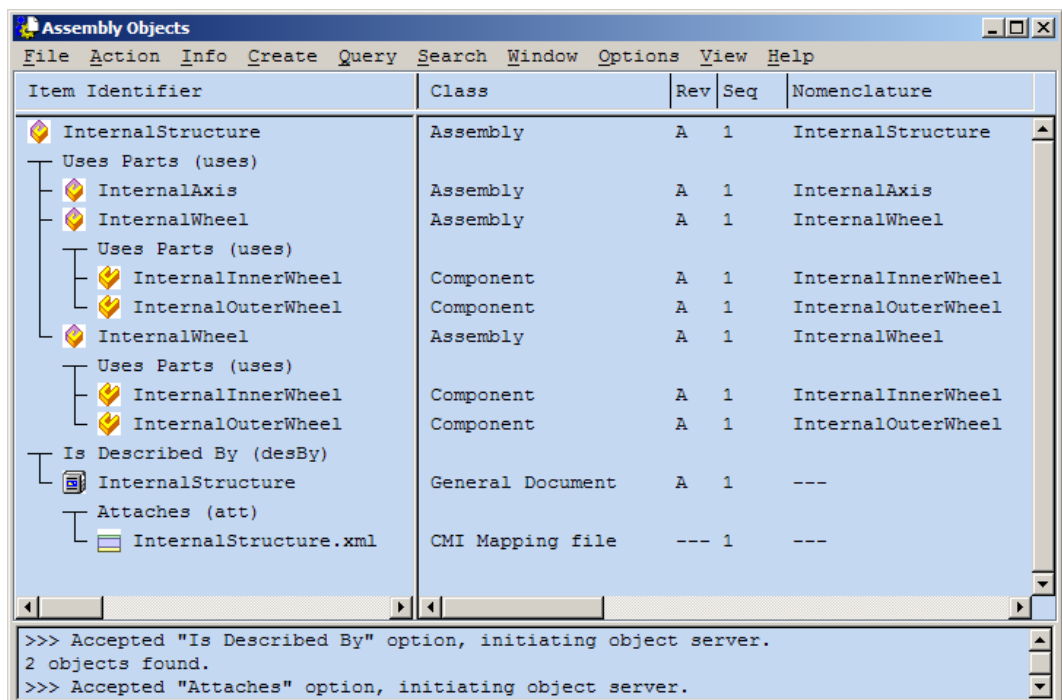 Assembly Objects
File Action Info Create Query Search Window Options View Help
Item Identifier Class Rev Seq Nomenclature
InternalStructure Assembly A 1 InternalStructure
Uses Parts (uses)
InternalAxis Assembly A 1 InternalAxis
InternalWheel Assembly A 1 InternalWheel
Uses Parts (uses)
InternalInnerWheel Component A 1 InternalInnerWheel
InternalOuterWheel Component A 1 InternalOuterWheel
InternalWheel Assembly A 1 InternalWheel
Uses Parts (uses)
InternalInnerWheel Component A 1 InternalInnerWheel
InternalOuterWheel Component A 1 InternalOuterWheel
Is Described By (desBy)
InternalStructure General Document A 1 ---
Attaches (att)
InternalStructure.xml CMI Mapping file --- 1 ---
>>> Accepted "Is Described By" option, initiating object server.
2 objects found.
>>> Accepted "Attaches" option, initiating object server.